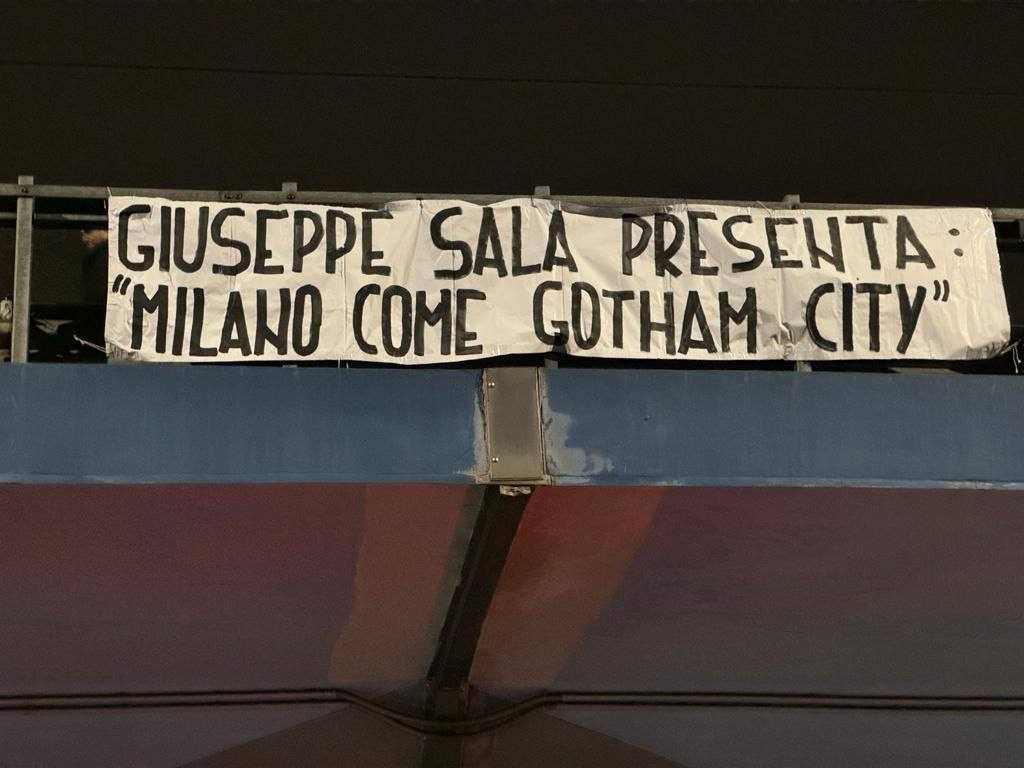 GIUSEPPE SALA PRESENTA:
"MILANO COME GOTHAM CITY"